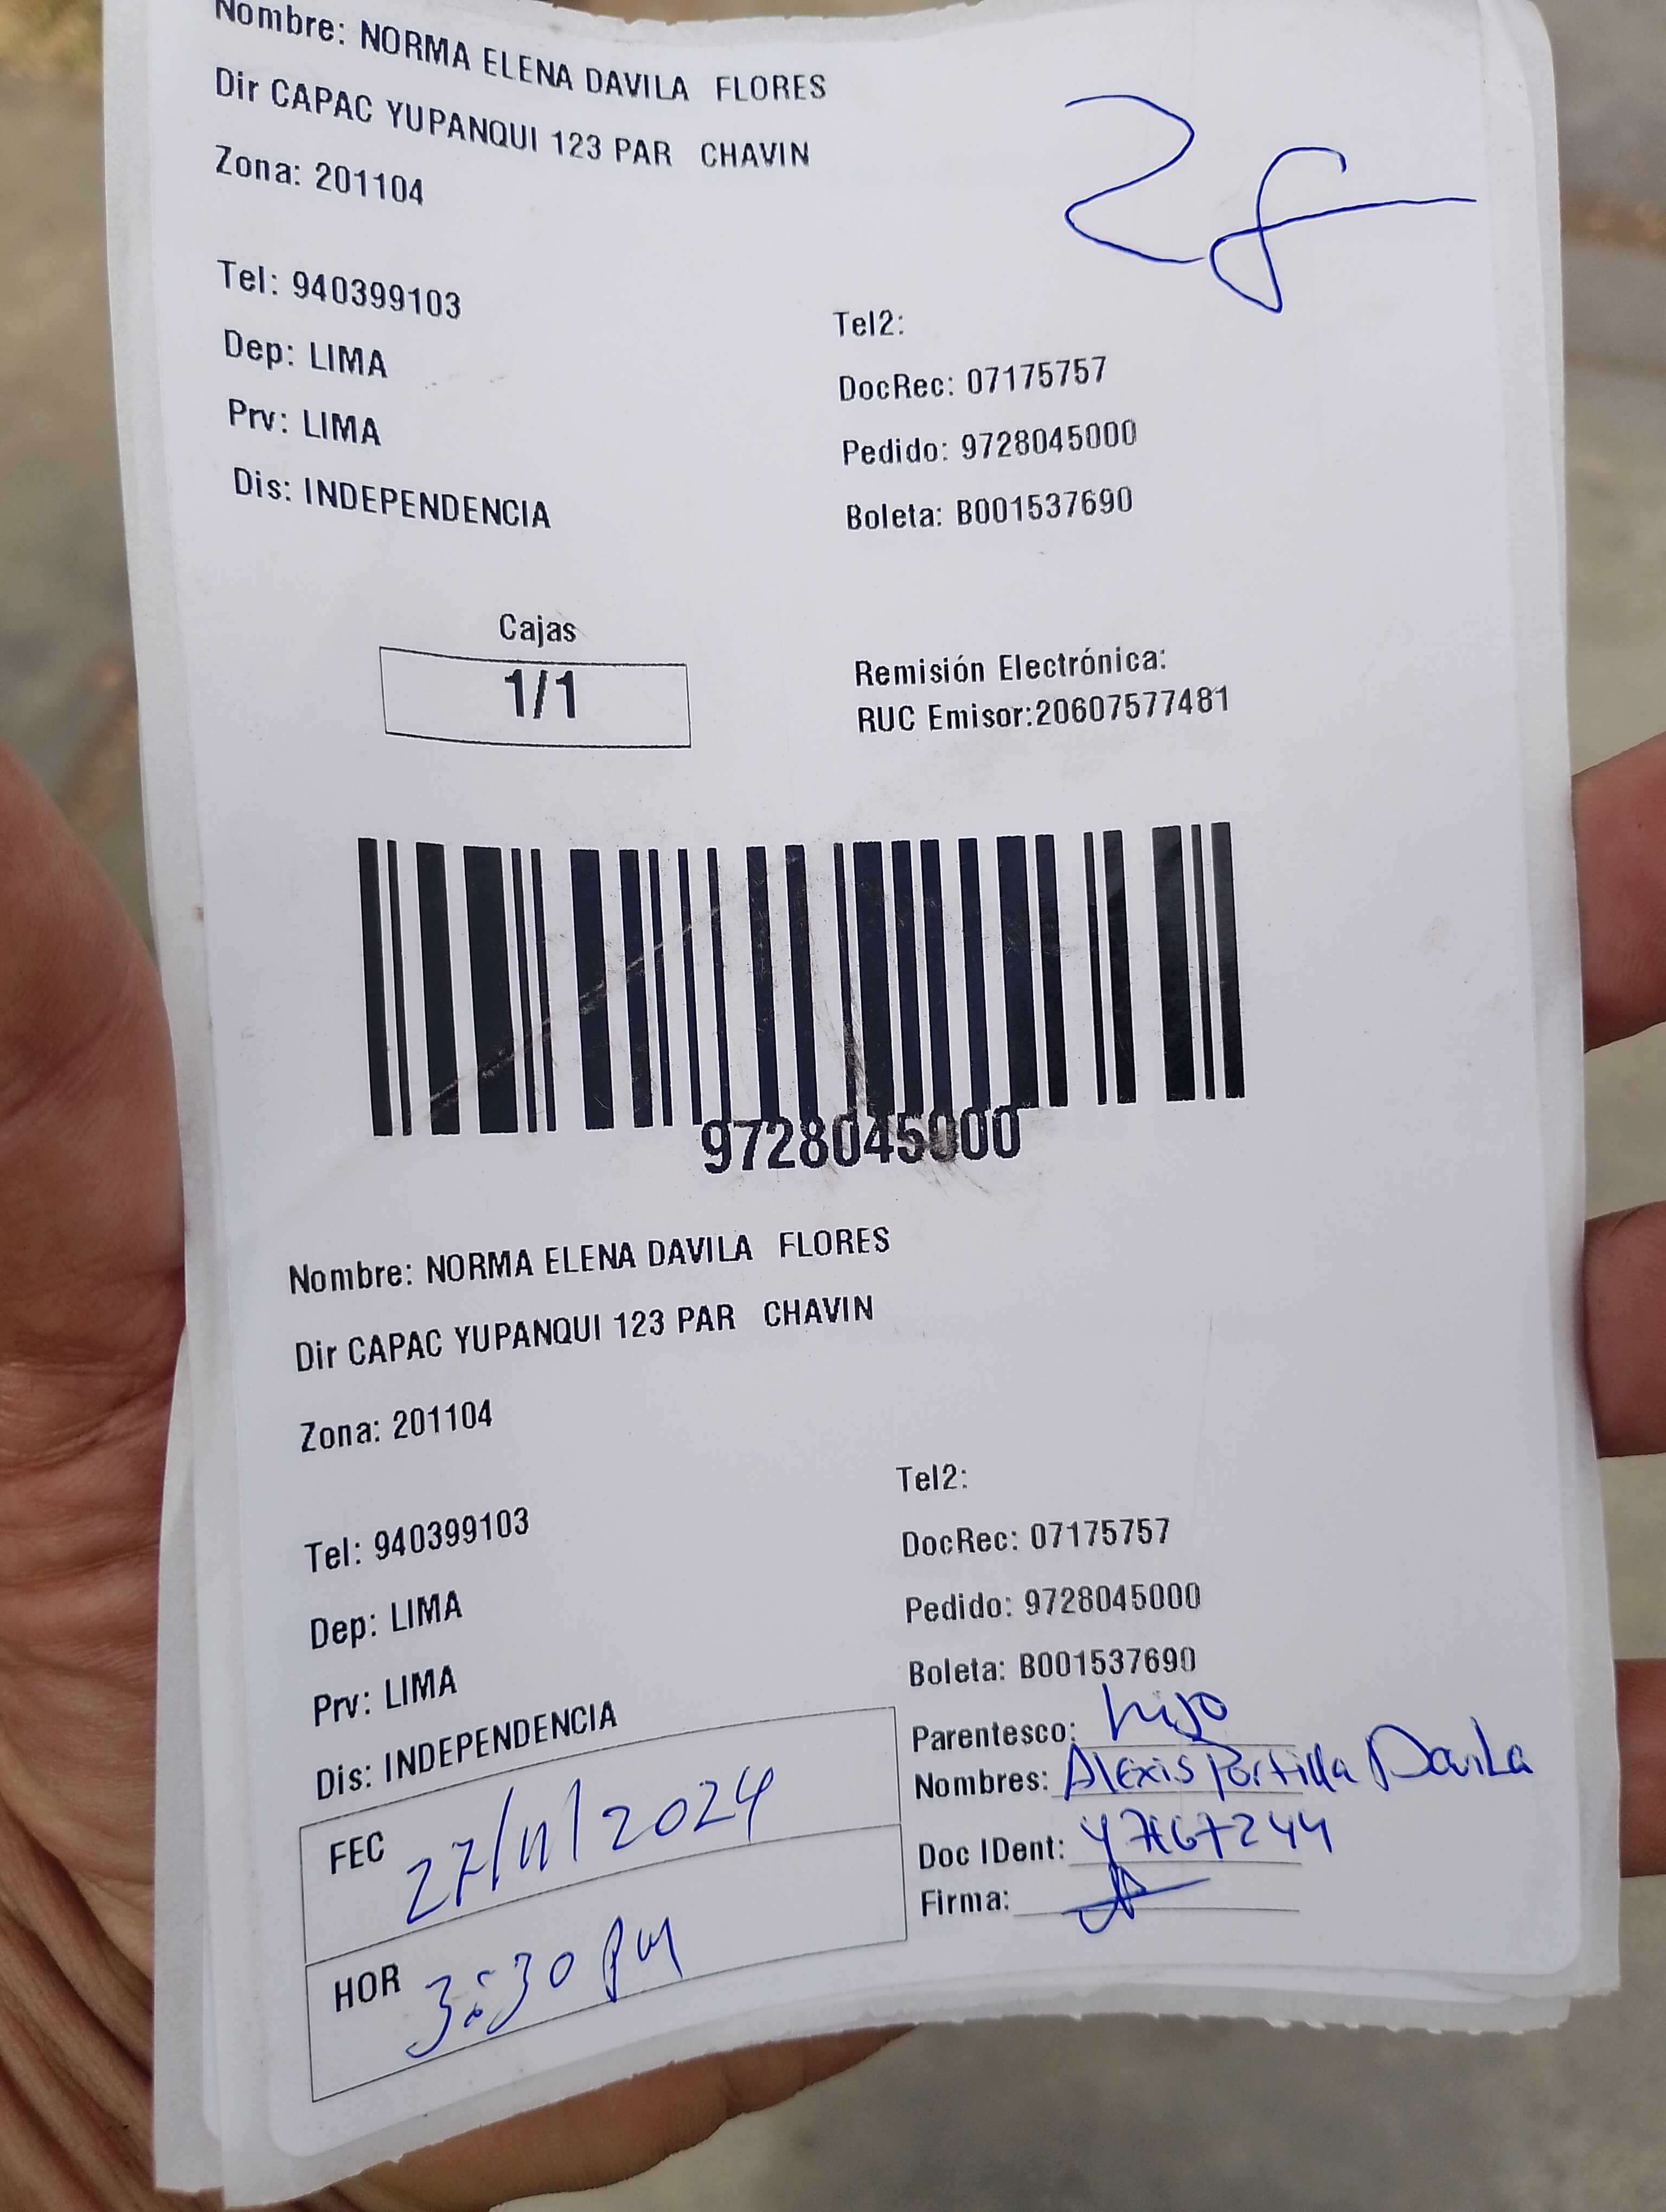 Nombre: NORMA ELENA DAVILA FLORES
Dir CAPAC YUPANQUI 123 PAR CHAVIN
Zona: 201104
Tel: 940399103
Dep: LIMA
Prv: LIMA
Dis: INDEPENDENCIA
Tel2:
DocRec: 07175757
Pedido: 9728045000
Boleta: B001537690
Cajas
1/1
Remisión Electrónica:
RUC Emisor:20607577481
9728045000
Nombre: NORMA ELENA DAVILA FLORES
Dir CAPAC YUPANQUI 123 PAR CHAVIN
Zona: 201104
Tel: 940399103
Dep: LIMA
Prv: LIMA
Dis: INDEPENDENCIA
Tel2:
DocRec: 07175757
Pedido: 9728045000
Boleta: B001537690
Parentesco: hijo
Nombres: Alexis Portilla Davila
Doc IDent:
Firma:
FEC 27/11/2024
HOR 3:30 pm